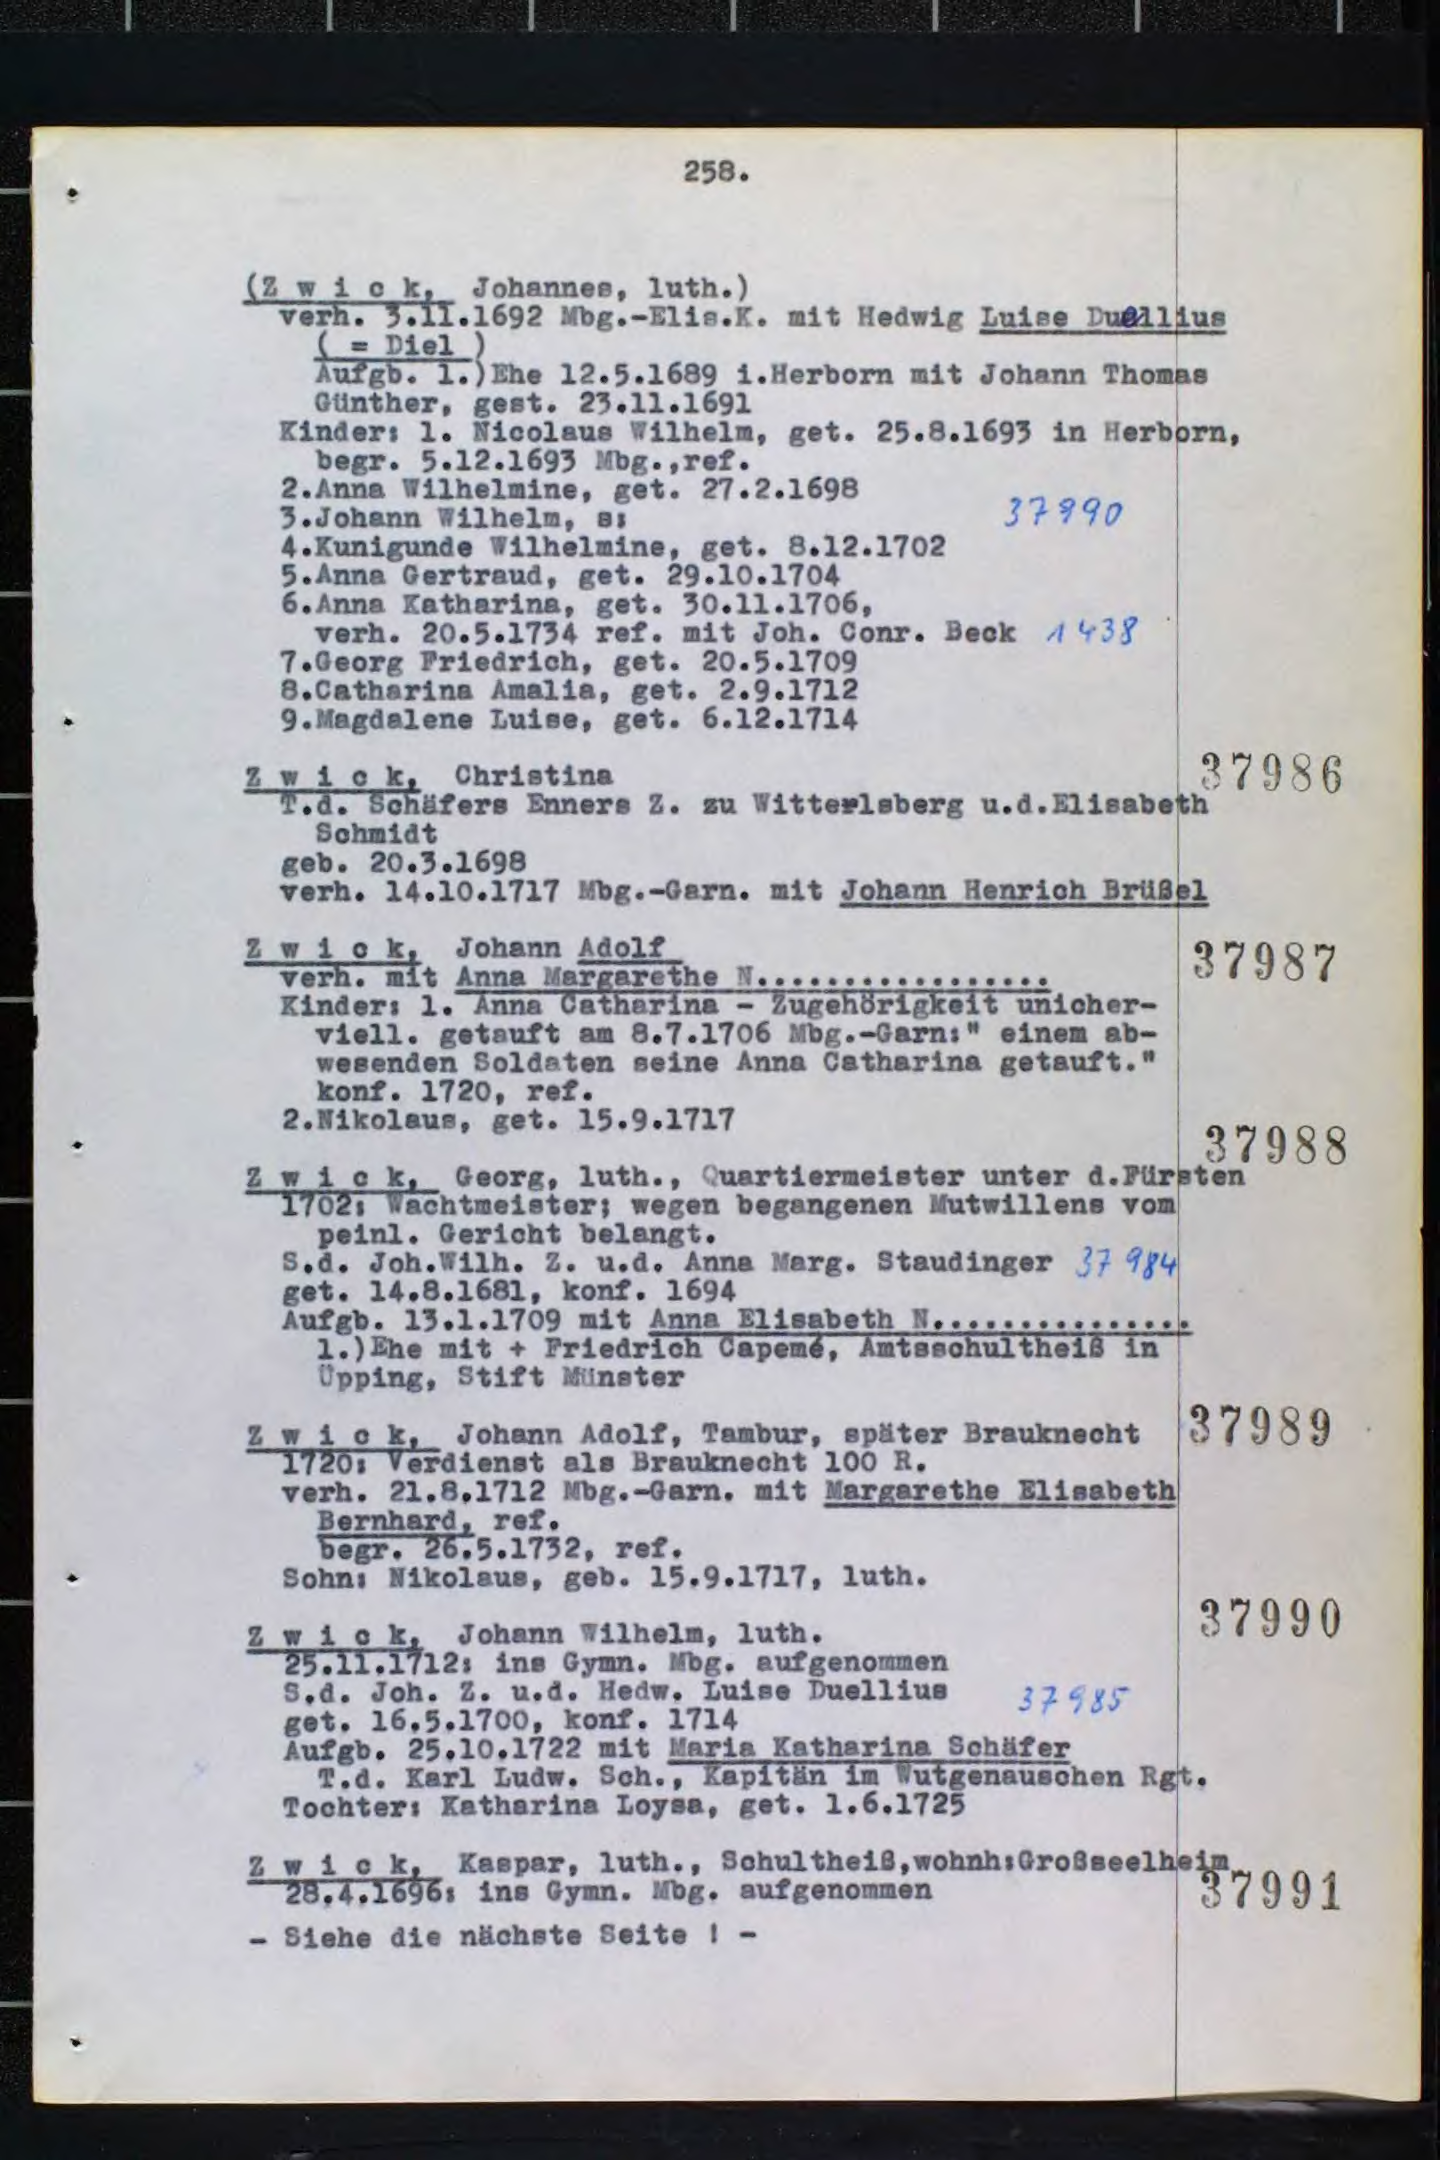 258.
(Z w i c k, Johannes, luth.)
verh. 3.11.1692 Mbg.-Elis.K. mit Hedwig Luise Duellius
( = Diel )
Aufgb. 1.)Ehe 12.5.1689 i.Herborn mit Johann Thomas
Günther, gest. 23.11.1691
Kinder: 1. Nicolaus Wilhelm, get. 25.8.1693 in Herborn,
begr. 5.12.1693 Mbg.,ref.
2.Anna Wilhelmine, get. 27.2.1698
3.Johann Wilhelm, s: 37990
4.Kunigunde Wilhelmine, get. 8.12.1702
5.Anna Gertraud, get. 29.10.1704
6.Anna Katharina, get. 30.11.1706,
verh. 20.5.1734 ref. mit Joh. Conr. Beck 1438
7.Georg Friedrich, get. 20.5.1709
8.Catharina Amalia, get. 2.9.1712
9.Magdalene Luise, get. 6.12.1714
Z w i c k, Christina 37986
T.d. Schäfers Enners Z. zu Wittelsberg u.d.Elisabeth
Schmidt
geb. 20.3.1698
verh. 14.10.1717 Mbg.-Garn. mit Johann Henrich Brüßel
Z w i c k, Johann Adolf 37987
verh. mit Anna Margarethe N.................
Kinder: 1. Anna Catharina - Zugehörigkeit unicher-
viell. getauft am 8.7.1706 Mbg.-Garn:" einem ab-
wesenden Soldaten seine Anna Catharina getauft."
konf. 1720, ref.
2.Nikolaus, get. 15.9.1717
37988
Z w i c k, Georg, luth., Quartiermeister unter d.Fürsten
1702: Wachtmeister; wegen begangenen Mutwillens vom
peinl. Gericht belangt.
S.d. Joh.Wilh. Z. u.d. Anna Marg. Staudinger 37984
get. 14.8.1681, konf. 1694
Aufgb. 13.1.1709 mit Anna Elisabeth N...............
1.)Ehe mit + Friedrich Capemé, Amtsschultheiß in
Üpping, Stift Münster
Z w i c k, Johann Adolf, Tambur, später Brauknecht 37989
1720: Verdienst als Brauknecht 100 R.
verh. 21.8.1712 Mbg.-Garn. mit Margarethe Elisabeth
Bernhard, ref.
begr. 26.5.1732, ref.
Sohn: Nikolaus, geb. 15.9.1717, luth.
37990
Z w i c k, Johann Wilhelm, luth.
25.11.1712: ins Gymn. Mbg. aufgenommen
S.d. Joh. Z. u.d. Hedw. Luise Duellius 37985
get. 16.5.1700, konf. 1714
Aufgb. 25.10.1722 mit Maria Katharina Schäfer
T.d. Karl Ludw. Sch., Kapitän im Wutgenauschen Rgt.
Tochter: Katharina Loysa, get. 1.6.1725
Z w i c k, Kaspar, luth., Schultheiß,wohnh:Großseelheim
28.4.1696: ins Gymn. Mbg. aufgenommen 37991
- Siehe die nächste Seite ! -